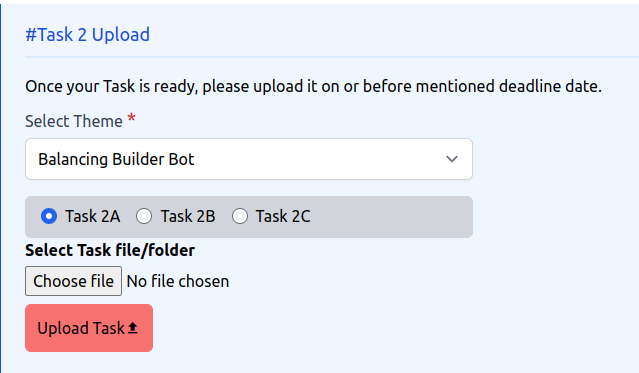 #Task 2 Upload
Once your Task is ready, please upload it on or before mentioned deadline date.
Select Theme *
Balancing Builder Bot
Task 2A Task 2B Task 2C
Select Task file/folder
Choose file No file chosen
Upload Task